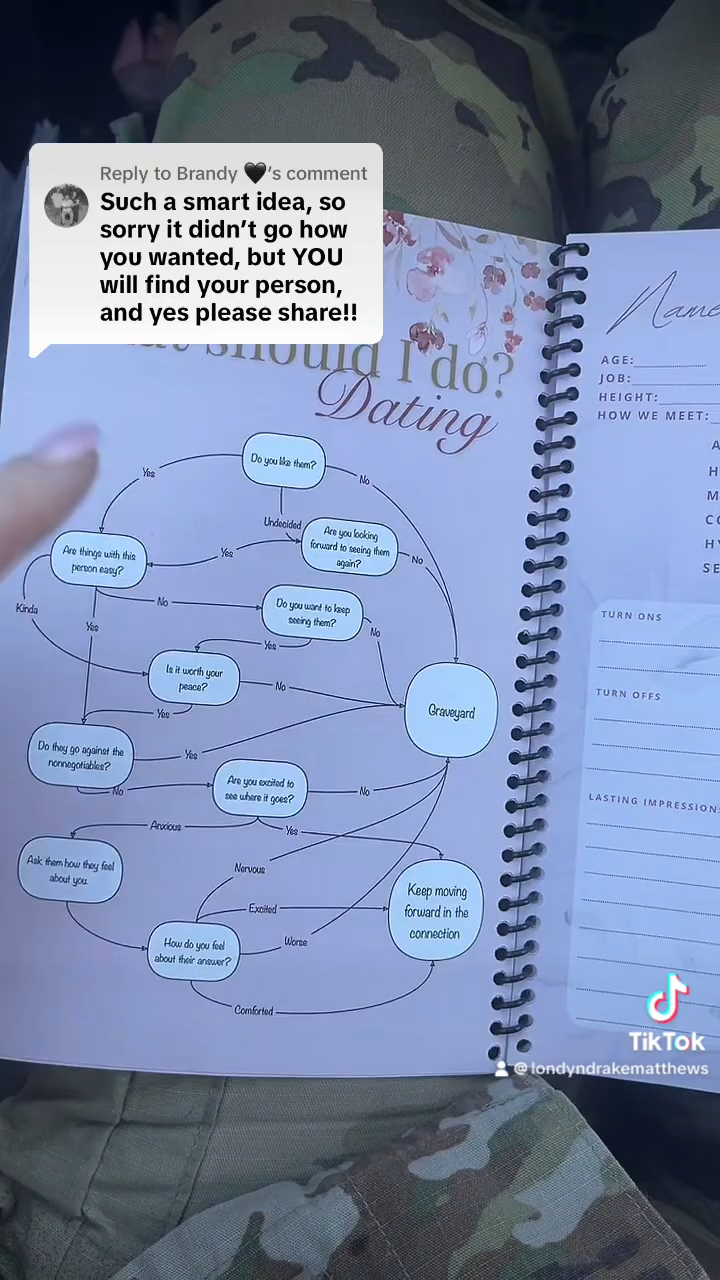 Reply to Brandy 🖤's comment
Such a smart idea, so
sorry it didn't go how
you wanted, but YOU
will find your person,
and yes please share!!
should I do?
Dating
Do you like them?
Yes
No
Undecided
Are you looking
forward to seeing them
again?
Yes
No
Are things with this
person easy?
Kinda
No
Yes
Do you want to keep
seeing them?
No
Yes
Is it worth your
peace?
No
Yes
Graveyard
Do they go against the
nonnegotiables?
Yes
No
Are you excited to
see where it goes?
No
Anxious
Yes
Ask them how they feel
about you.
Nervous
Excited
Worse
Keep moving
forward in the
connection
How do you feel
about their answer?
Comforted
Name
AGE:
JOB:
HEIGHT:
HOW WE MEET:
TURN ONS
TURN OFFS
LASTING IMPRESSION
TikTok
@londyndrakematthews